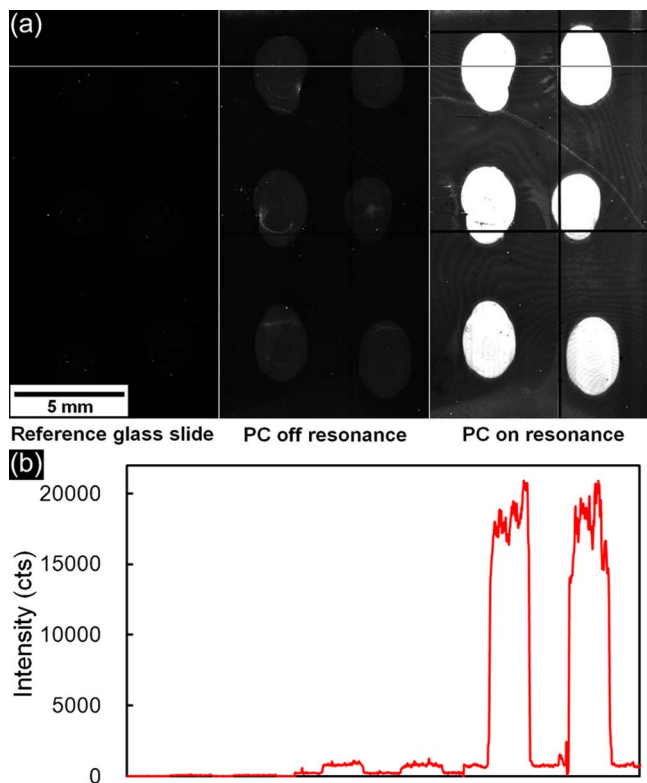 (a)
5 mm
Reference glass slide PC off resonance PC on resonance
(b)
Intensity (cts)
20000
15000
10000
5000
0